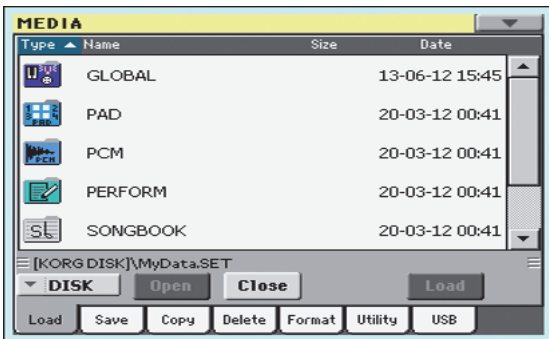 MEDIA
Type Name Size Date
GLOBAL 13-06-12 15:45
PAD PAD 20-03-12 00:41
PCM PCM 20-03-12 00:41
PERFORM 20-03-12 00:41
SONGBOOK 20-03-12 00:41
[KORG DISK]\MyData.SET
DISK Open Close Load
Load Save Copy Delete Format Utility USB